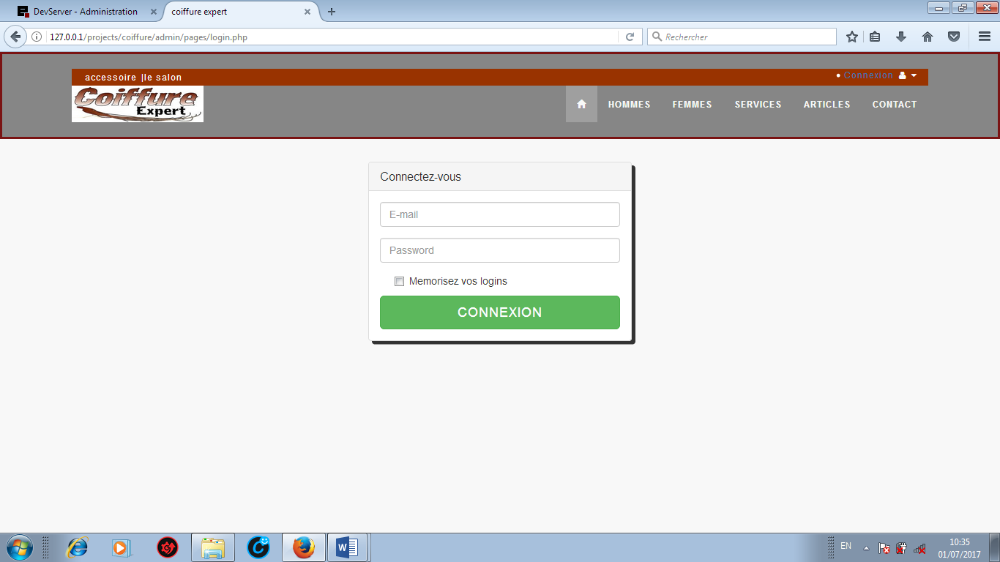 DevServer - Administration
coiffure expert
127.0.0.1/projects/coiffure/admin/pages/login.php
Rechercher
accessoire |le salon
Connexion
Coiffure
Expert
HOMMES FEMMES SERVICES ARTICLES CONTACT
Connectez-vous
E-mail
Password
Memorisez vos logins
CONNEXION
EN
10:35
01/07/2017